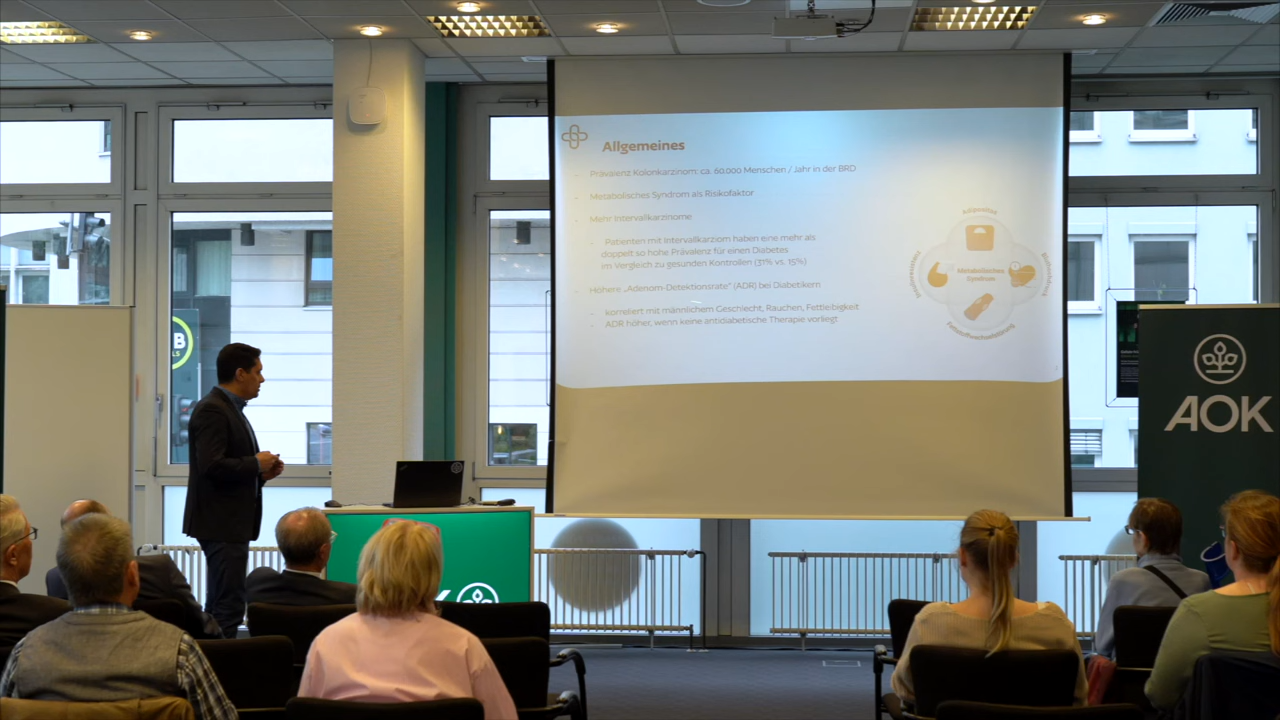 Allgemeines
- Prävalenz Kolonkarzinom: ca. 60.000 Menschen / Jahr in der BRD
- Metabolisches Syndrom als Risikofaktor
- Mehr Intervallkarzinome
- Patienten mit Intervallkarziom haben eine mehr als
doppelt so hohe Prävalenz für einen Diabetes
im Vergleich zu gesunden Kontrollen (31% vs. 15%)
- Höhere „Adenom-Detektionsrate" (ADR) bei Diabetikern
- korreliert mit männlichem Geschlecht, Rauchen, Fettleibigkeit
- ADR höher, wenn keine antidiabetische Therapie vorliegt
Metabolisches
Syndrom
Fettstoffwechselstörung
AOK